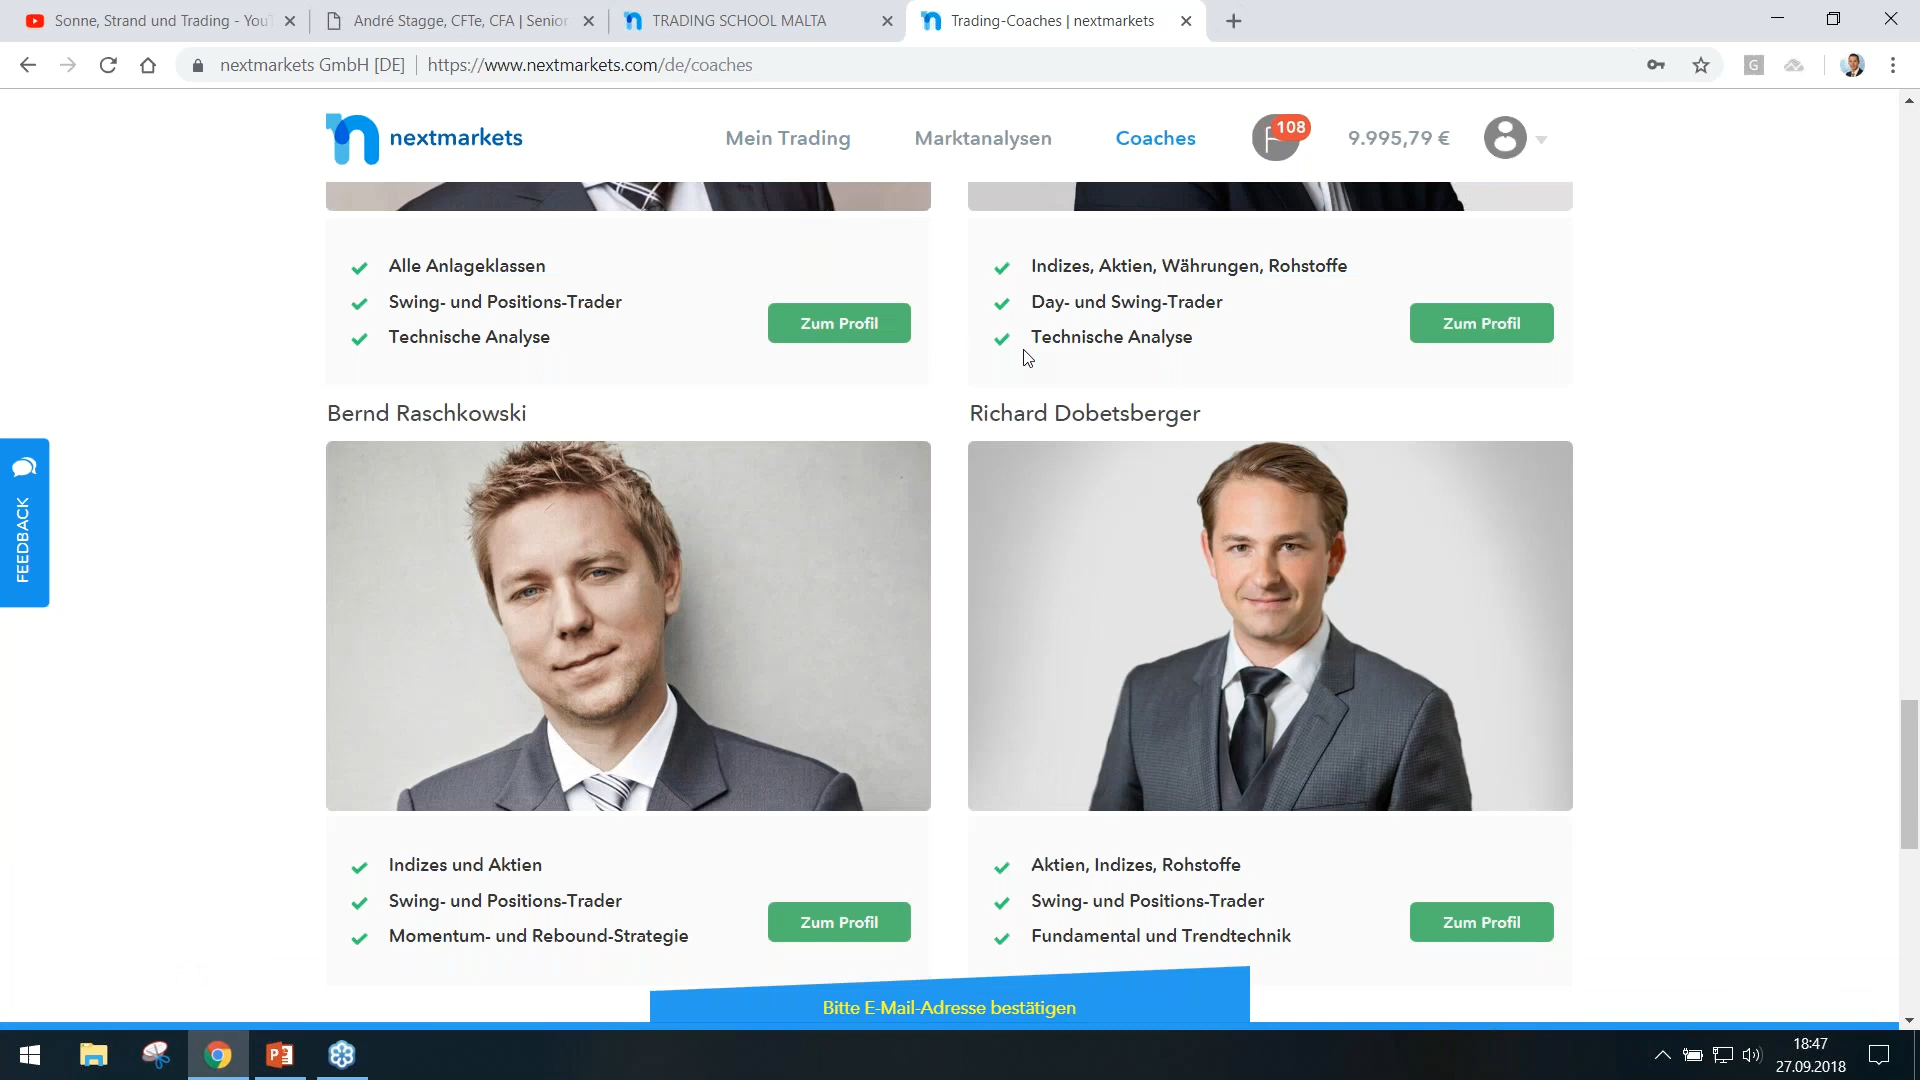 Sonne, Strand und Trading - You
André Stagge, CFTe, CFA | Senior
TRADING SCHOOL MALTA
Trading-Coaches | nextmarkets
nextmarkets GmbH [DE]
https://www.nextmarkets.com/de/coaches
G
nextmarkets
Mein Trading
Marktanalysen
Coaches
108
9.995,79 €
Alle Anlageklassen
Swing- und Positions-Trader
Technische Analyse
Zum Profil
Indizes, Aktien, Währungen, Rohstoffe
Day- und Swing-Trader
Technische Analyse
Zum Profil
FEEDBACK
Bernd Raschkowski
Richard Dobetsberger
Indizes und Aktien
Swing- und Positions-Trader
Momentum- und Rebound-Strategie
Zum Profil
Aktien, Indizes, Rohstoffe
Swing- und Positions-Trader
Fundamental und Trendtechnik
Zum Profil
Bitte E-Mail-Adresse bestätigen
18:47
27.09.2018